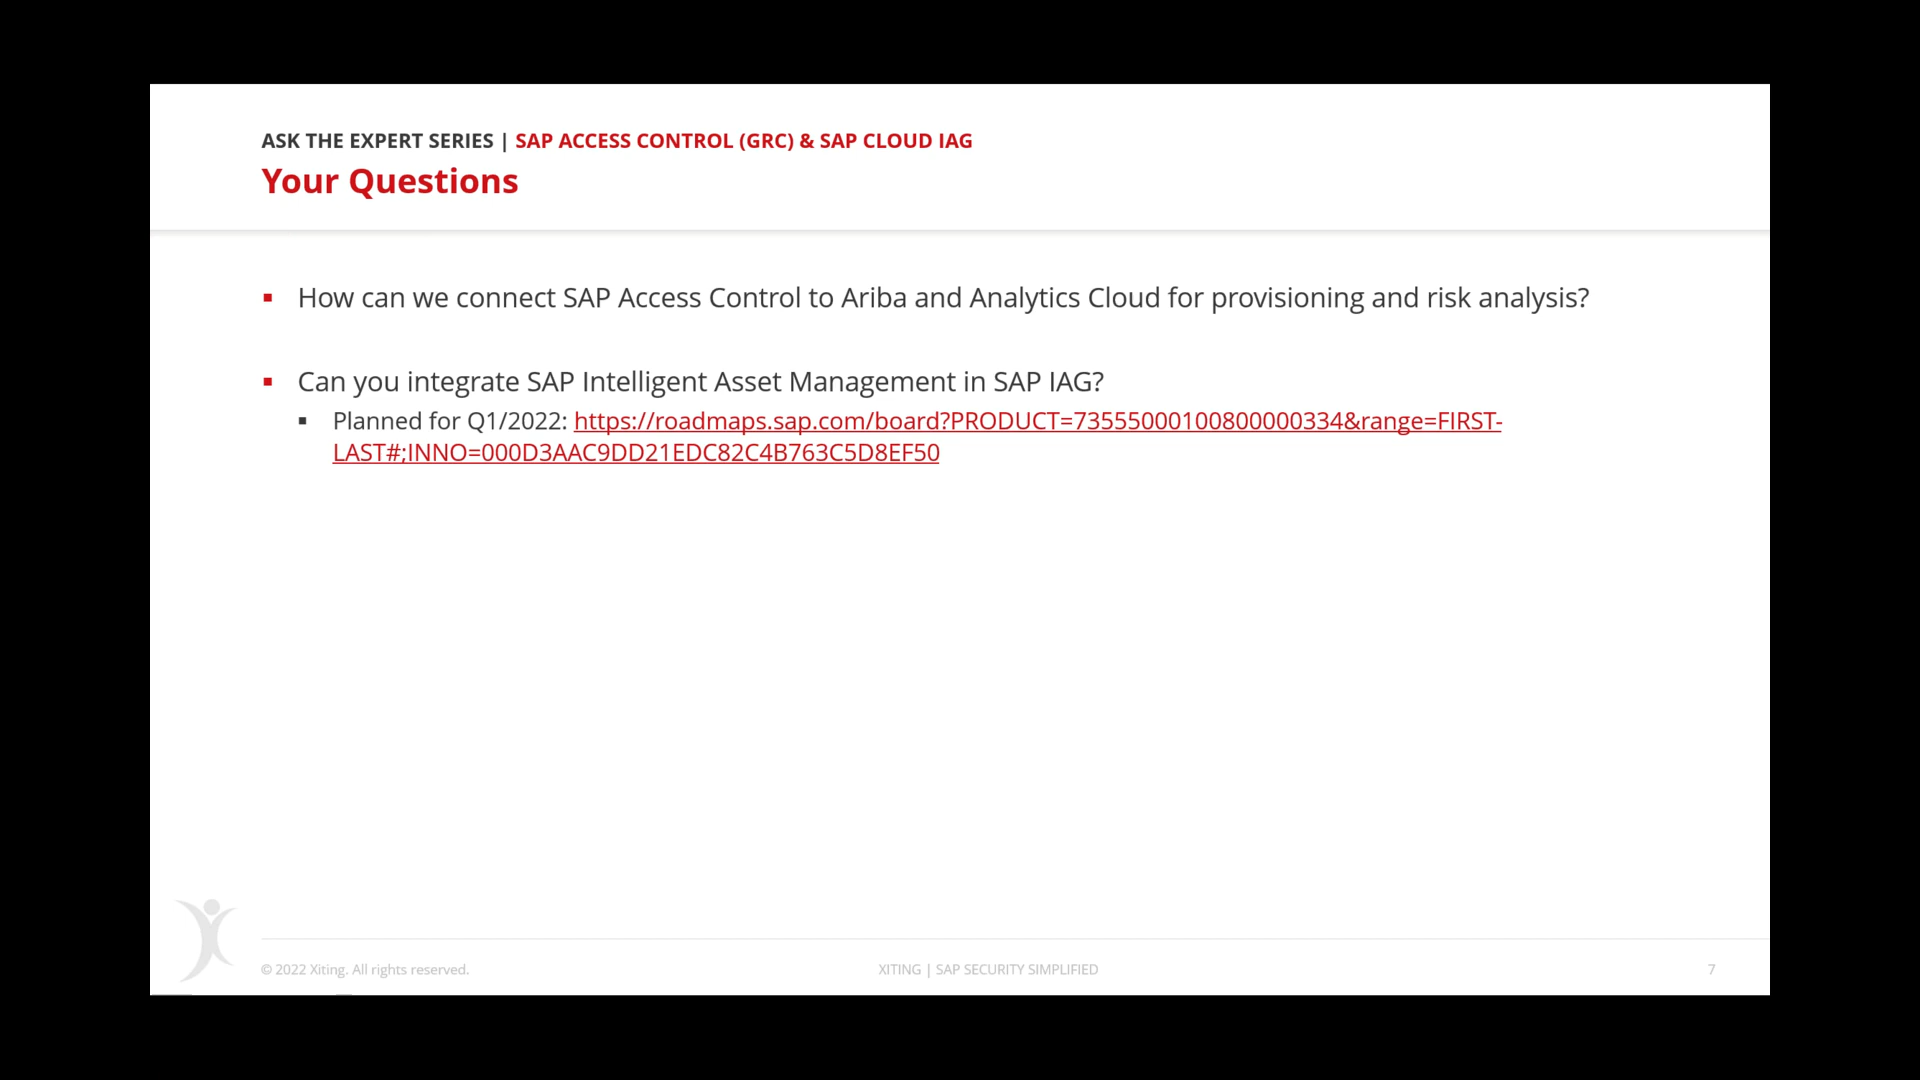 ASK THE EXPERT SERIES | SAP ACCESS CONTROL (GRC) & SAP CLOUD IAG
Your Questions
How can we connect SAP Access Control to Ariba and Analytics Cloud for provisioning and risk analysis?
Can you integrate SAP Intelligent Asset Management in SAP IAG?
Planned for Q1/2022: https://roadmaps.sap.com/board?PRODUCT=73555000100800000334&range=FIRST-
LAST#;INNO=000D3AAC9DD21EDC82C4B763C5D8EF50
© 2022 Xiting. All rights reserved.
XITING | SAP SECURITY SIMPLIFIED
7